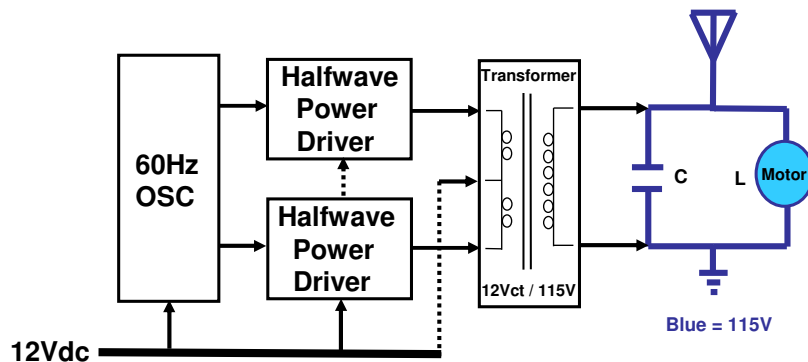 60Hz
OSC
Halfwave
Power
Driver
Halfwave
Power
Driver
Transformer
12Vct / 115V
C
L
Motor
Blue = 115V
12Vdc